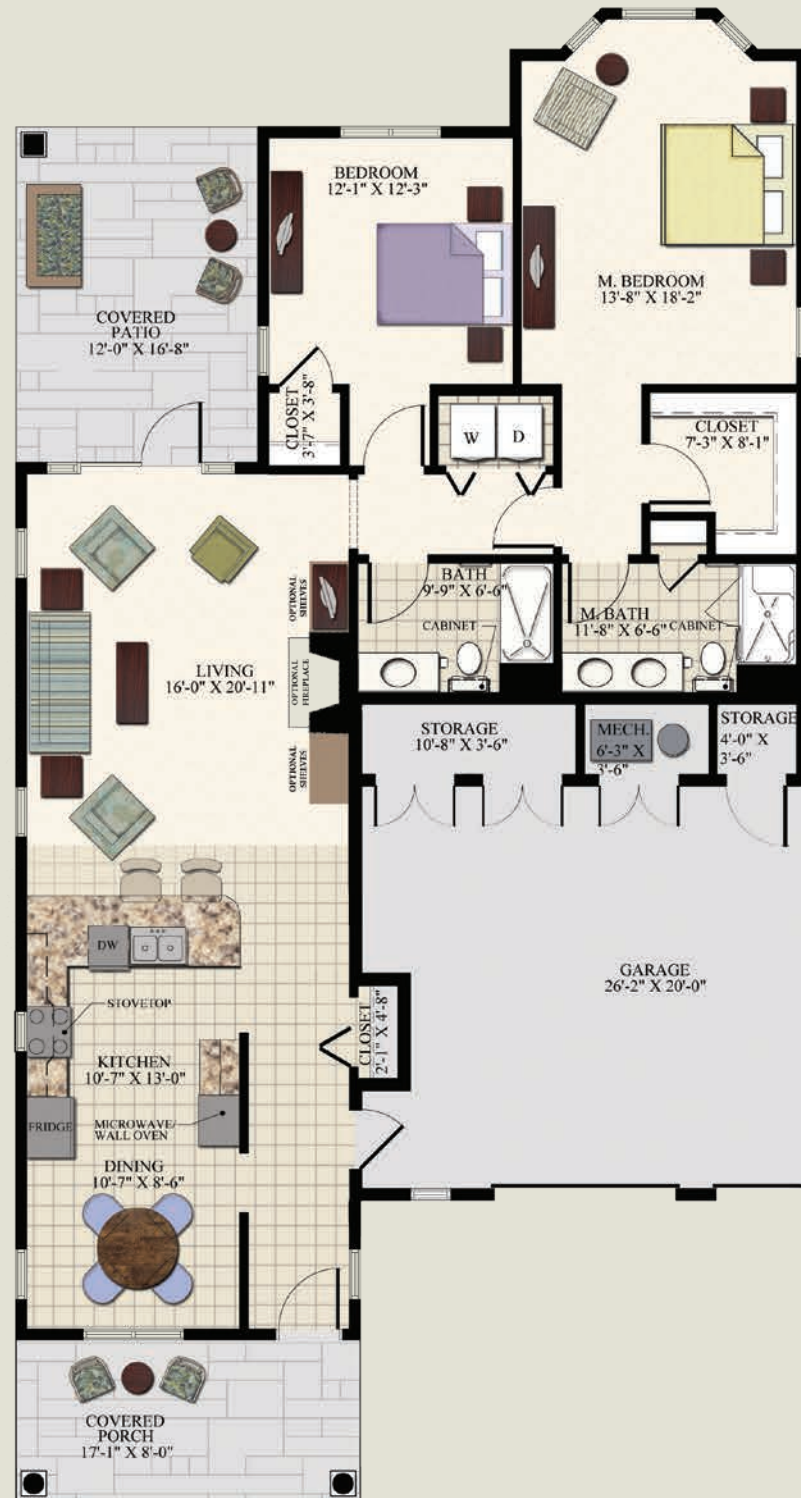 BEDROOM
12'-1" X 12'-3"
M. BEDROOM
13'-8" X 18'-2"
COVERED
PATIO
12'-0" X 16'-8"
CLOSET
3'-7" X 3'-8"
W
D
CLOSET
7'-3" X 8'-1"
BATH
9'-9" X 6'-6"
CABINET
M. BATH
11'-8" X 6'-6"
CABINET
OPTIONAL
SHELVES
LIVING
16'-0" X 20'-11"
OPTIONAL
FIREPLACE
OPTIONAL
SHELVES
STORAGE
10'-8" X 3'-6"
MECH.
6'-3" X
3'-6"
STORAGE
4'-0" X
3'-6"
DW
STOVETOP
GARAGE
26'-2" X 20'-0"
CLOSET
2'-1" X 4'-8"
KITCHEN
10'-7" X 13'-0"
FRIDGE
MICROWAVE/
WALL OVEN
DINING
10'-7" X 8'-6"
COVERED
PORCH
17'-1" X 8'-0"